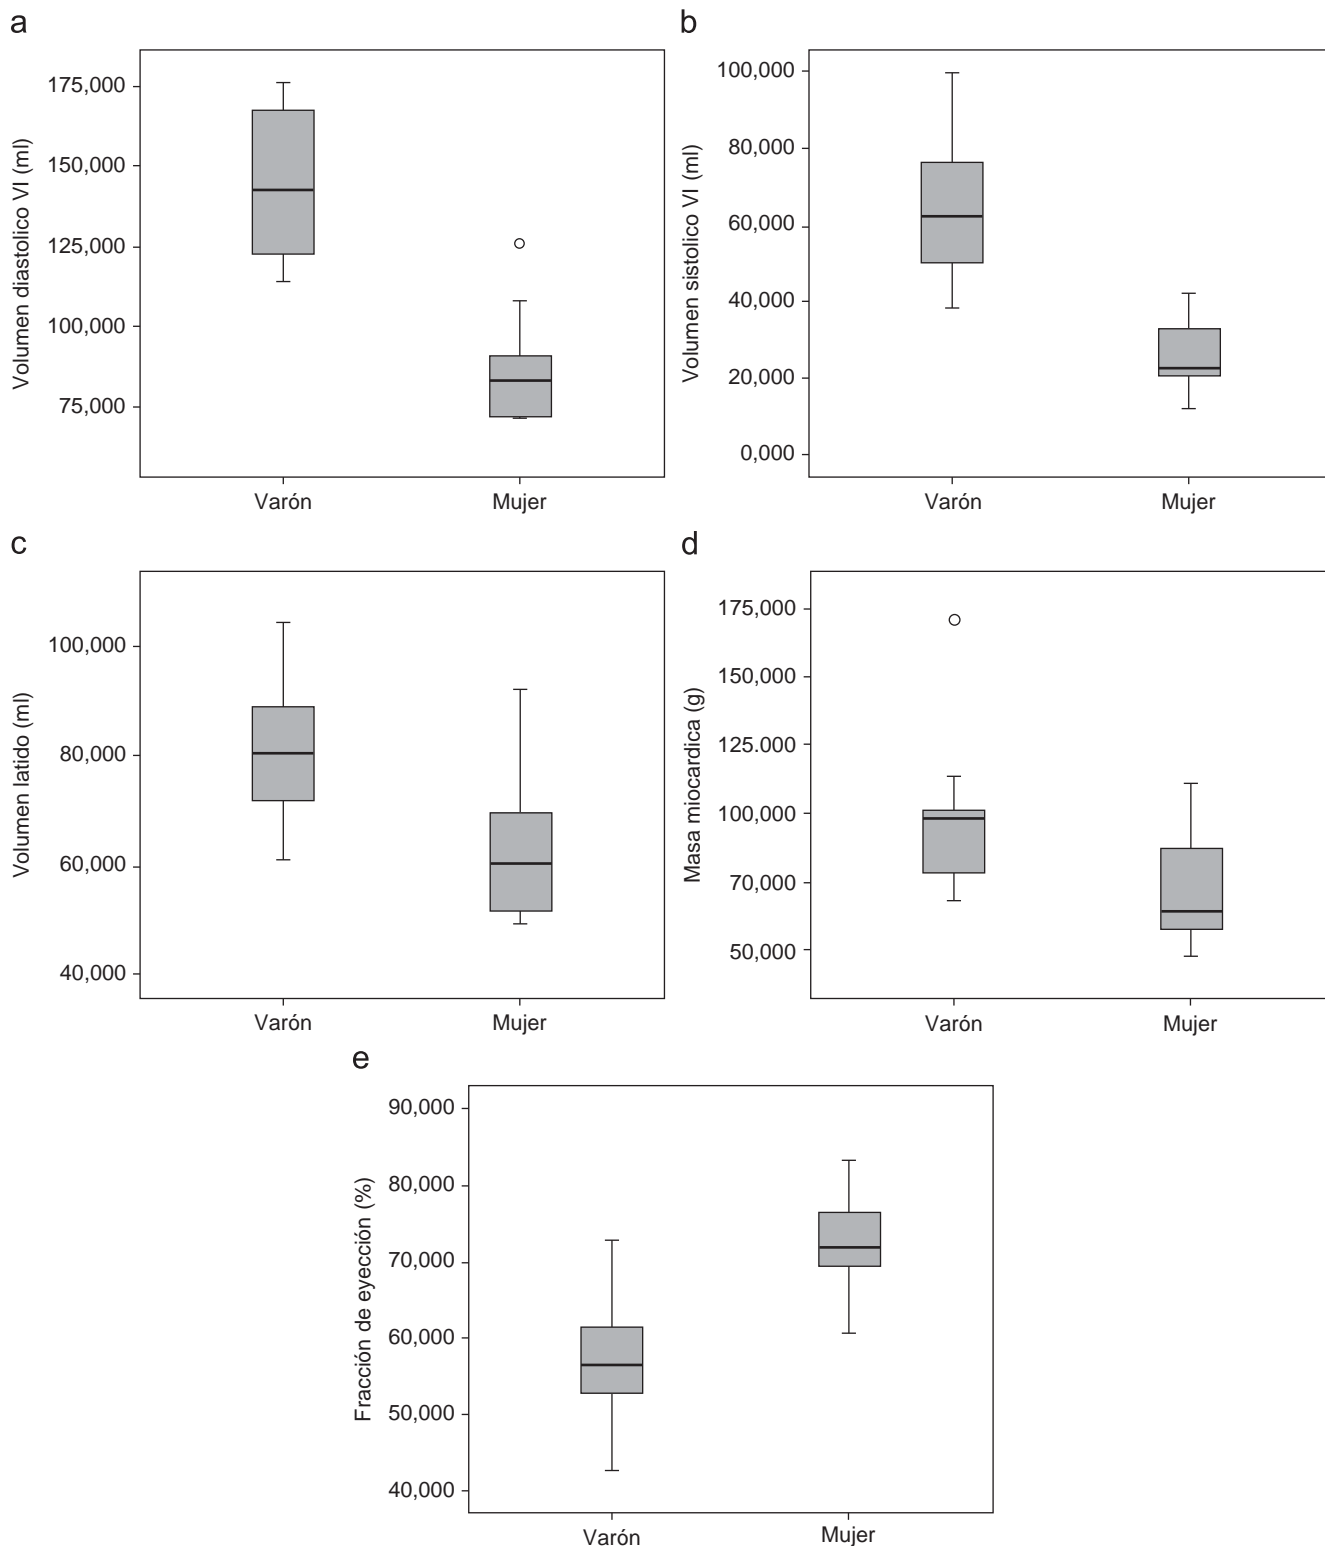 a
Volumen diastolico VI (ml)
175,000
150,000
125,000
100,000
75,000
Varón
Mujer
b
Volumen sistolico VI (ml)
100,000
80,000
60,000
40,000
20,000
0,000
Varón
Mujer
c
Volumen latido (ml)
100,000
80,000
60,000
40,000
Varón
Mujer
d
Masa miocardica (g)
175,000
150,000
125.000
100,000
70,000
50,000
Varón
Mujer
e
Fracción de eyección (%)
90,000
80,000
70,000
60,000
50,000
40,000
Varón
Mujer